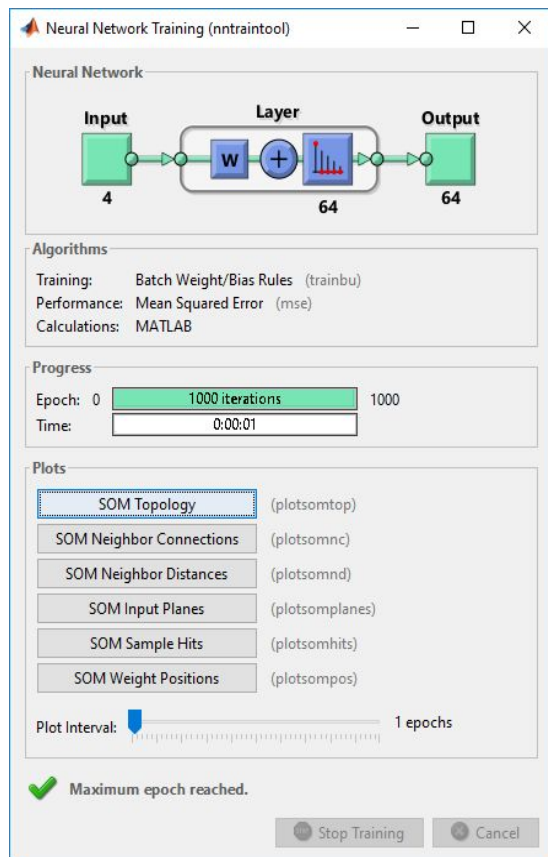 Neural Network Training (nntraintool)
Neural Network
Input
Layer
Output
W
+
4
64
64
Algorithms
Training: Batch Weight/Bias Rules (trainbu)
Performance: Mean Squared Error (mse)
Calculations: MATLAB
Progress
Epoch: 0 1000 iterations 1000
Time: 0:00:01
Plots
SOM Topology (plotsomtop)
SOM Neighbor Connections (plotsomnc)
SOM Neighbor Distances (plotsomnd)
SOM Input Planes (plotsomplanes)
SOM Sample Hits (plotsomhits)
SOM Weight Positions (plotsompos)
Plot Interval: 1 epochs
Maximum epoch reached.
Stop Training Cancel